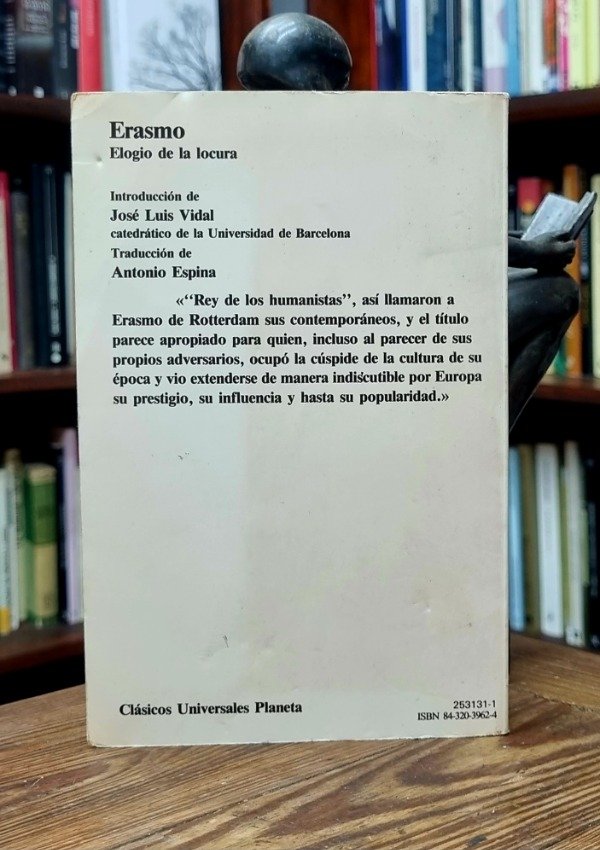 Erasmo
Elogio de la locura
Introducción de
José Luis Vidal
catedrático de la Universidad de Barcelona
Traducción de
Antonio Espina
«“Rey de los humanistas”, así llamaron a
Erasmo de Rotterdam sus contemporáneos, y el título
parece apropiado para quien, incluso al parecer de sus
propios adversarios, ocupó la cúspide de la cultura de su
época y vio extenderse de manera indiscutible por Europa
su prestigio, su influencia y hasta su popularidad.»
Clásicos Universales Planeta
253131-1
ISBN 84-320-3962-4